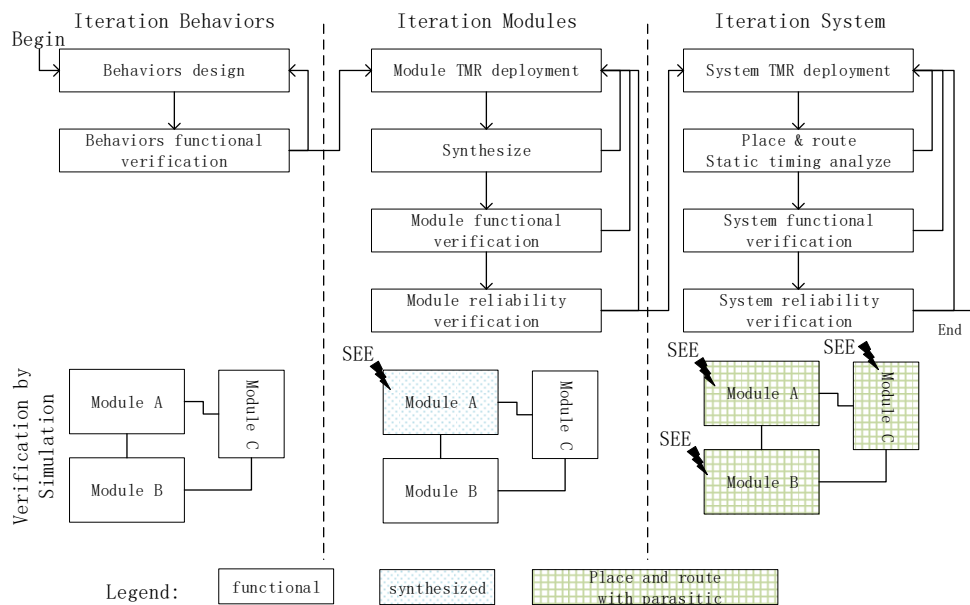 Iteration Behaviors
Iteration Modules
Iteration System
Begin
Behaviors design
Module TMR deployment
System TMR deployment
Behaviors functional
verification
Synthesize
Place & route
Static timing analyze
Module functional
verification
System functional
verification
Module reliability
verification
System reliability
verification
End
Verification by
Simulation
Module A
Module B
Module C
SEE
Module A
Module B
Module C
SEE
SEE
SEE
Module A
Module B
Module C
Legend:
functional
synthesized
Place and route
with parasitic